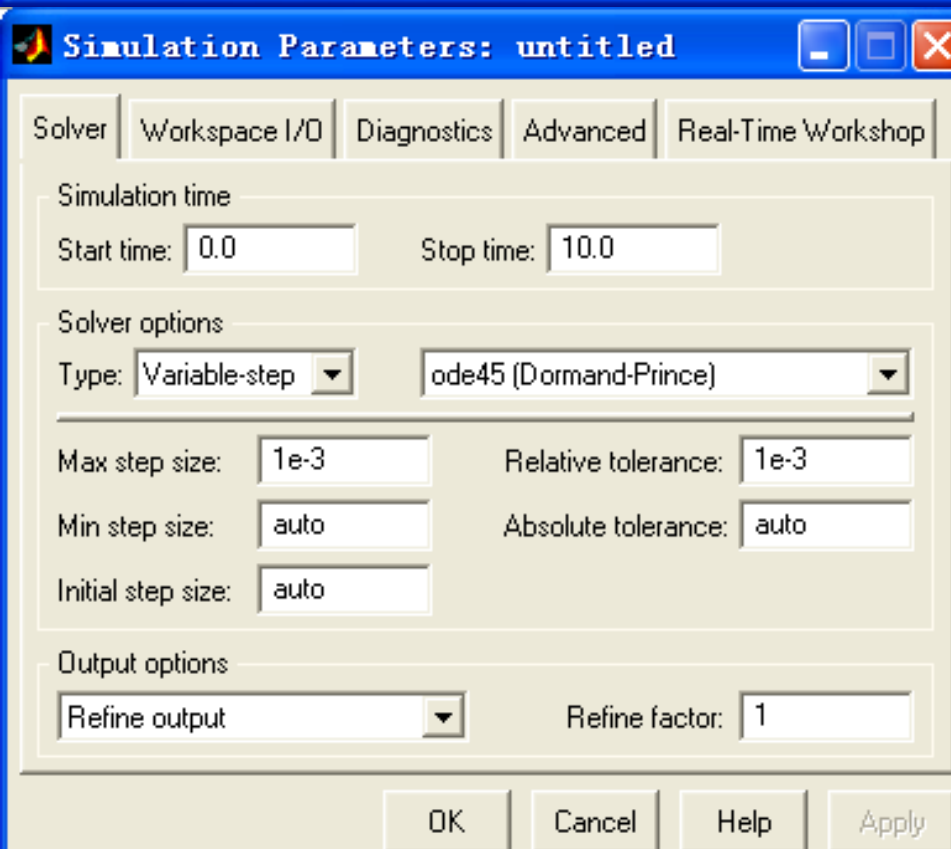 Simulation Parameters: untitled
Solver Workspace I/O Diagnostics Advanced Real-Time Workshop
Simulation time
Start time: 0.0 Stop time: 10.0
Solver options
Type: Variable-step ode45 (Dormand-Prince)
Max step size: 1e-3 Relative tolerance: 1e-3
Min step size: auto Absolute tolerance: auto
Initial step size: auto
Output options
Refine output Refine factor: 1
OK Cancel Help Apply